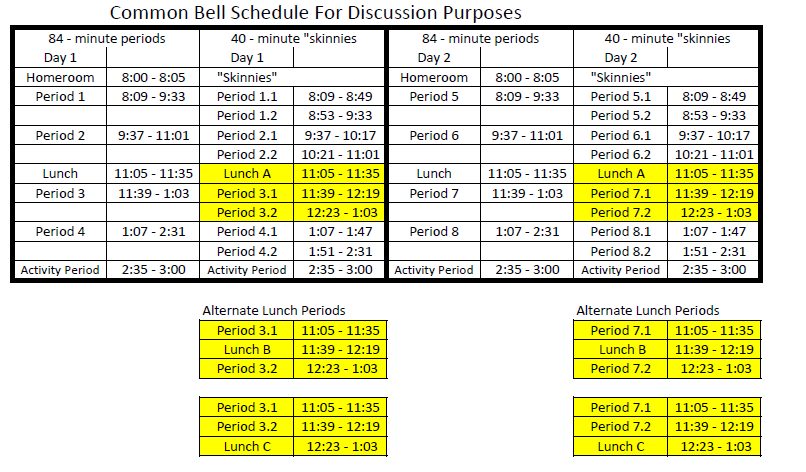 Common Bell Schedule For Discussion Purposes
84 - minute periods 40 - minute "skinnies 84 - minute periods 40 - minute "skinnies
Day 1 Day 1 Day 2 Day 2
Homeroom 8:00 - 8:05 "Skinnies" Homeroom 8:00 - 8:05 "Skinnies"
Period 1 8:09 - 9:33 Period 1.1 8:09 - 8:49 Period 5 8:09 - 9:33 Period 5.1 8:09 - 8:49
Period 1.2 8:53 - 9:33 Period 5.2 8:53 - 9:33
Period 2 9:37 - 11:01 Period 2.1 9:37 - 10:17 Period 6 9:37 - 11:01 Period 6.1 9:37 - 10:17
Period 2.2 10:21 - 11:01 Period 6.2 10:21 - 11:01
Lunch 11:05 - 11:35 Lunch A 11:05 - 11:35 Lunch 11:05 - 11:35 Lunch A 11:05 - 11:35
Period 3 11:39 - 1:03 Period 3.1 11:39 - 12:19 Period 7 11:39 - 1:03 Period 7.1 11:39 - 12:19
Period 3.2 12:23 - 1:03 Period 7.2 12:23 - 1:03
Period 4 1:07 - 2:31 Period 4.1 1:07 - 1:47 Period 8 1:07 - 2:31 Period 8.1 1:07 - 1:47
Period 4.2 1:51 - 2:31 Period 8.2 1:51 - 2:31
Activity Period 2:35 - 3:00 Activity Period 2:35 - 3:00 Activity Period 2:35 - 3:00 Activity Period 2:35 - 3:00
Alternate Lunch Periods Alternate Lunch Periods
Period 3.1 11:05 - 11:35 Period 7.1 11:05 - 11:35
Lunch B 11:39 - 12:19 Lunch B 11:39 - 12:19
Period 3.2 12:23 - 1:03 Period 7.2 12:23 - 1:03
Period 3.1 11:05 - 11:35 Period 7.1 11:05 - 11:35
Period 3.2 11:39 - 12:19 Period 7.2 11:39 - 12:19
Lunch C 12:23 - 1:03 Lunch C 12:23 - 1:03